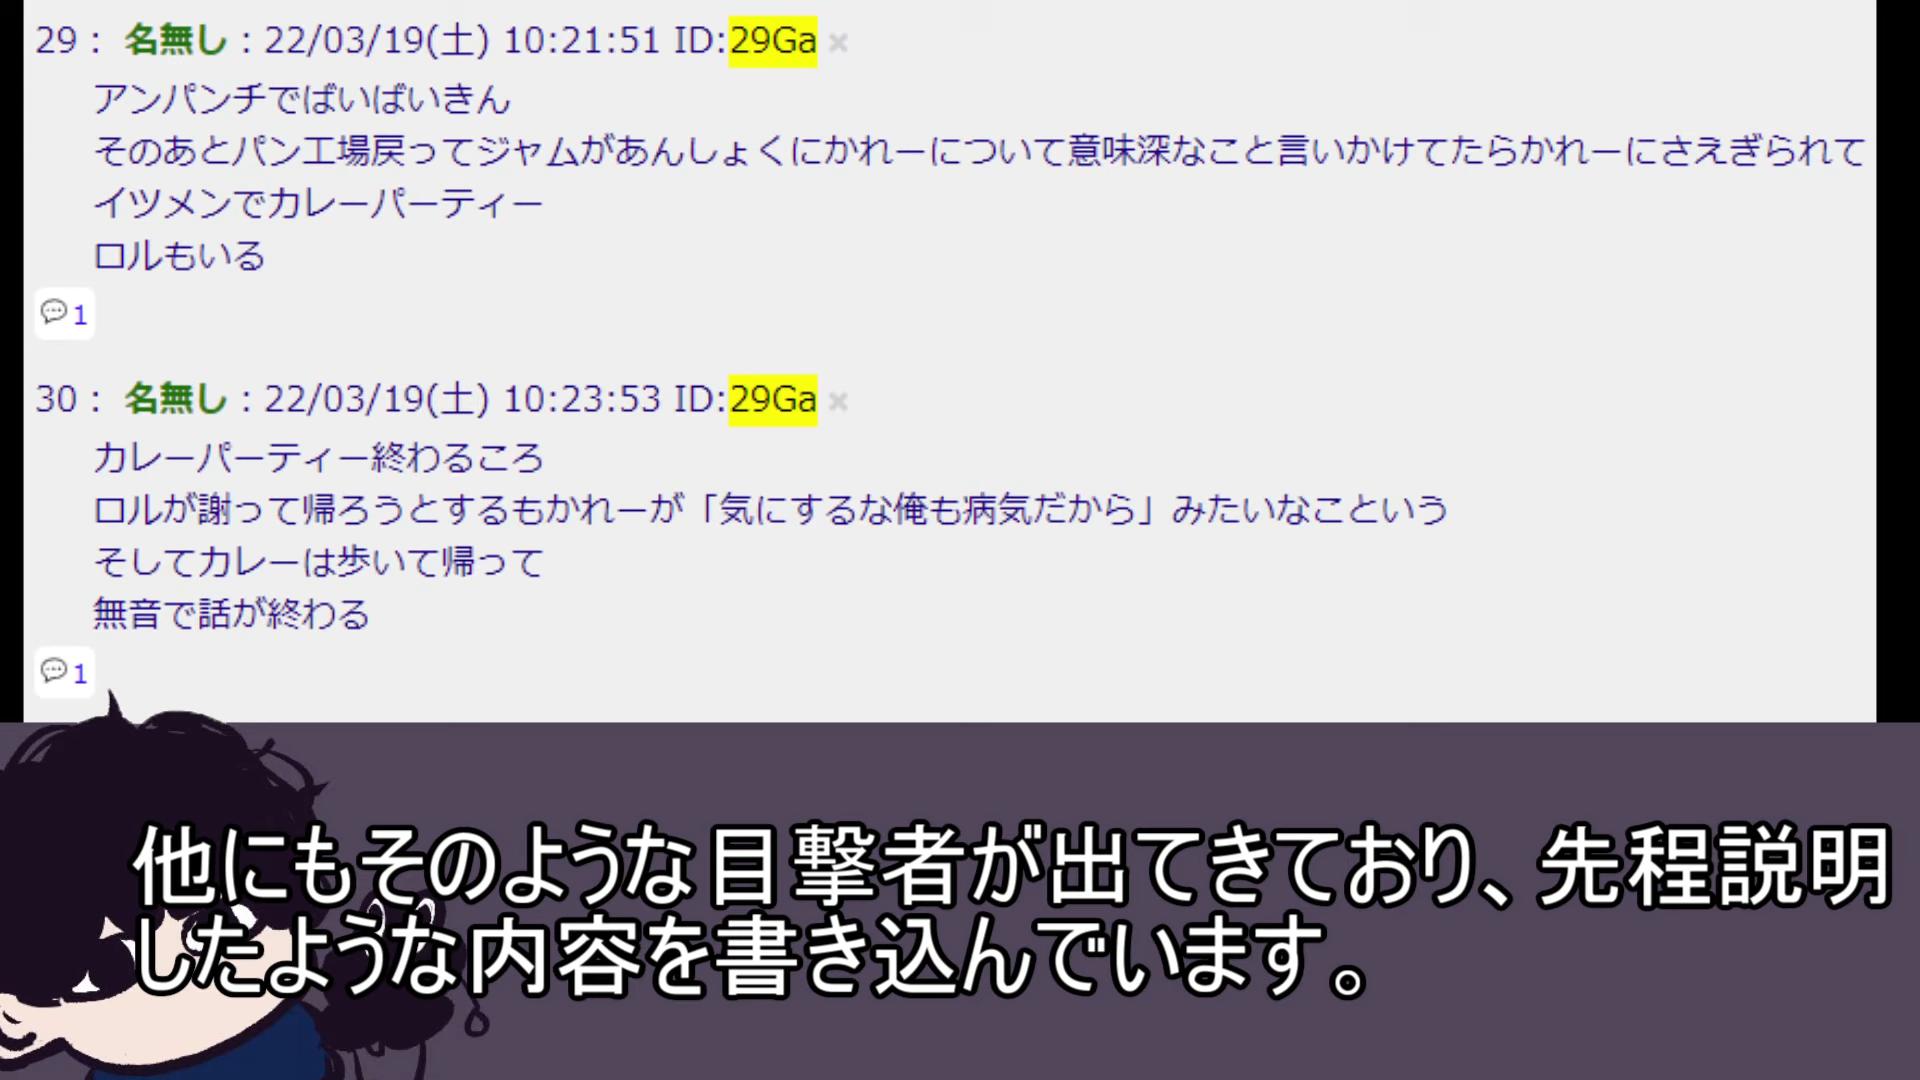 29 : 名無し : 22/03/19(土) 10:21:51 ID:29Ga ×
アンパンチでばいばいきん
そのあとパン工場戻ってジャムがあんしょくにかれーについて意味深なこと言いかけてたらかれーにさえぎられて
イツメンでカレーパーティー
ロルもいる
1
30 : 名無し : 22/03/19(土) 10:23:53 ID:29Ga ×
カレーパーティー終わるころ
ロルが謝って帰ろうとするもかれーが「気にするな俺も病気だから」みたいなこという
そしてカレーは歩いて帰って
無音で話が終わる
1
他にもそのような目撃者が出てきており、先程説明
したような内容を書き込んでいます。